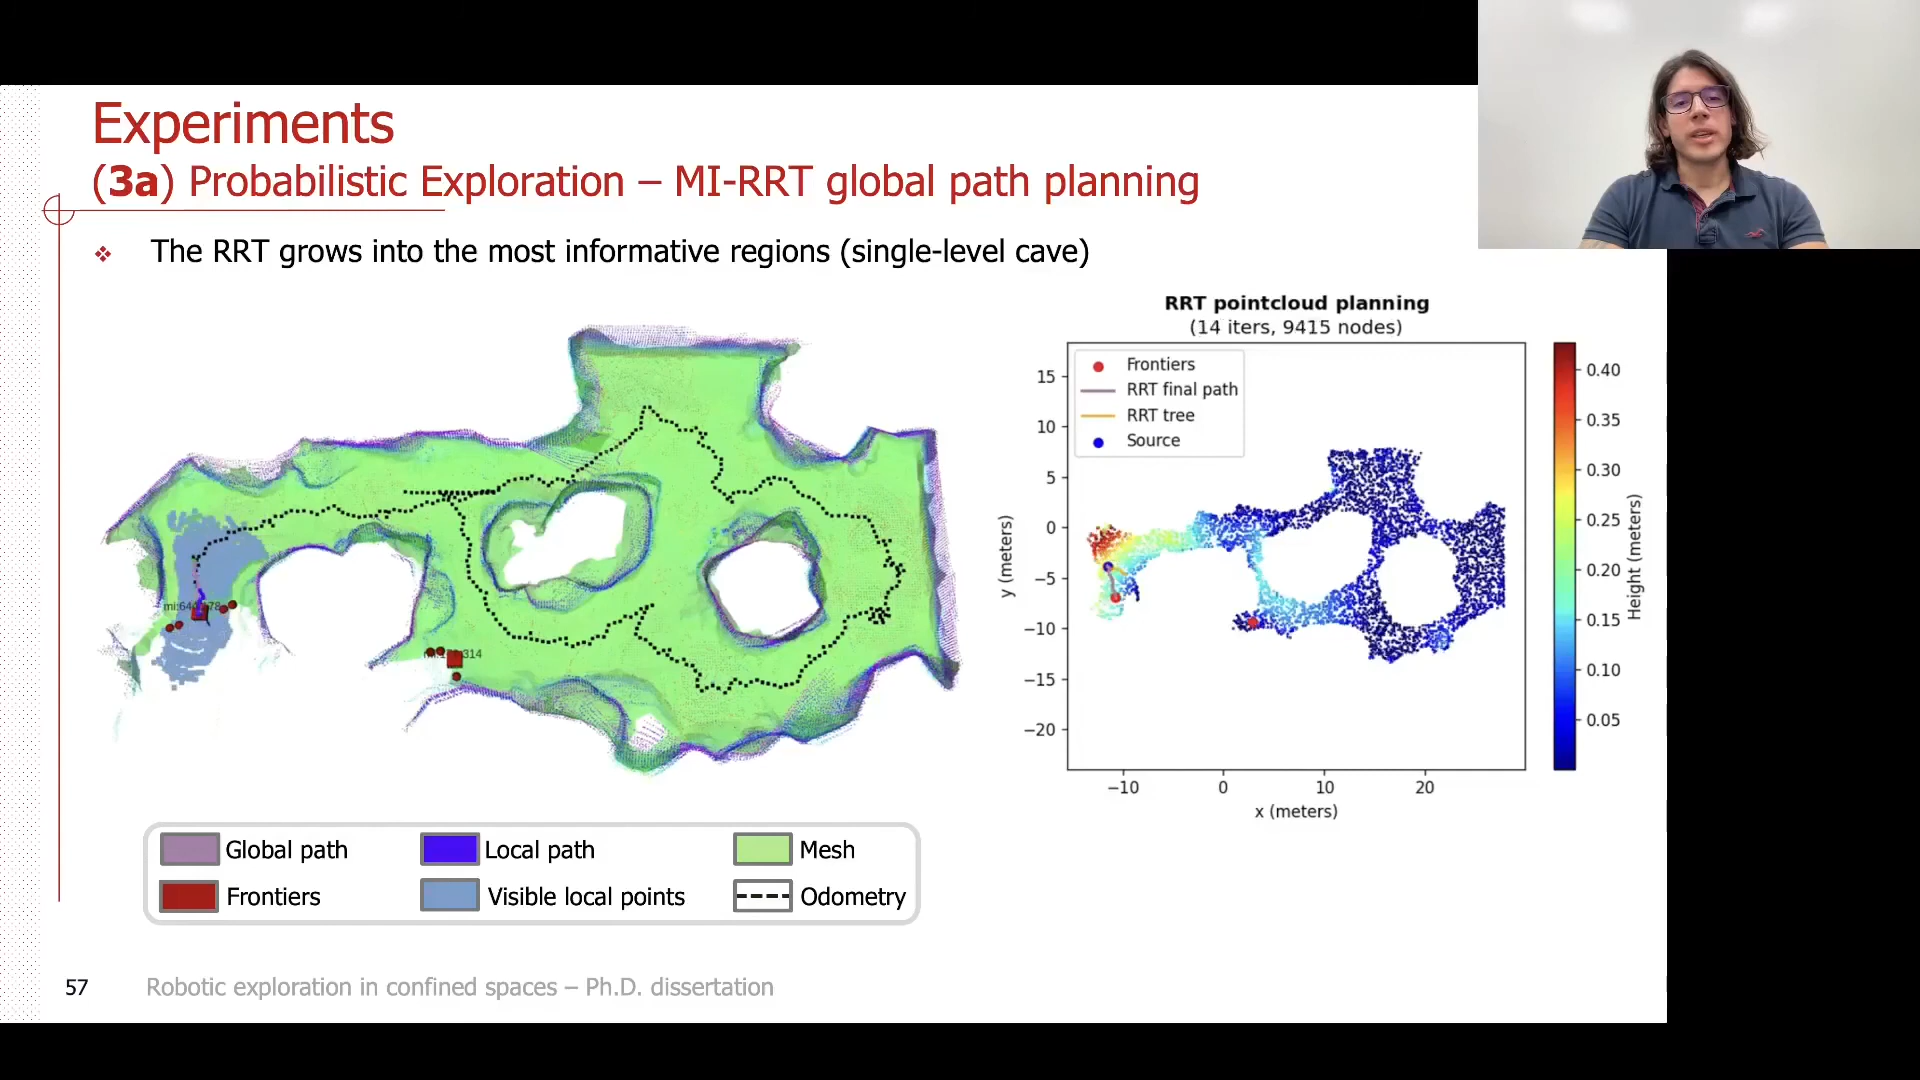 Experiments
(3a) Probabilistic Exploration – MI-RRT global path planning
❖ The RRT grows into the most informative regions (single-level cave)
RRT pointcloud planning
(14 iters, 9415 nodes)
Frontiers
RRT final path
RRT tree
Source
15
10
5
0
−5
−10
−15
−20
y (meters)
−10 0 10 20
x (meters)
0.40
0.35
0.30
0.25
0.20
0.15
0.10
0.05
Height (meters)
Global path
Local path
Mesh
Frontiers
Visible local points
Odometry
57
Robotic exploration in confined spaces – Ph.D. dissertation